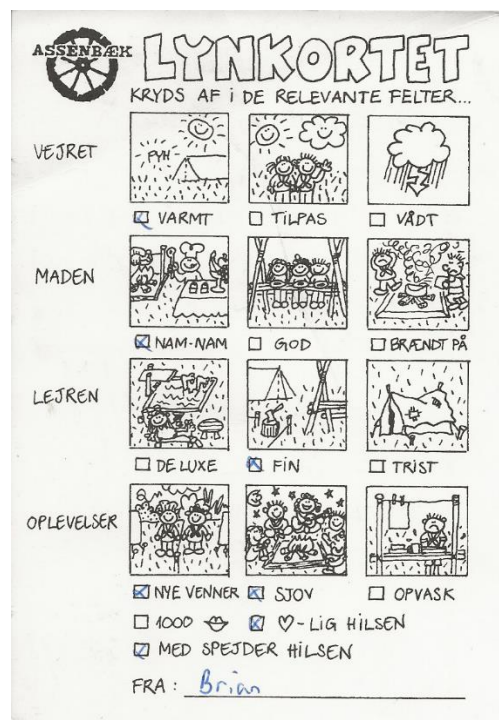 ASSENBÆK
LYNKORTET
KRYDS AF I DE RELEVANTE FELTER...
VEJRET
PYH
☑ VARMT ☐ TILPAS ☐ VÅDT
MADEN
☑ NAM-NAM ☐ GOD ☐ BRÆNDT PÅ
LEJREN
☐ DE LUXE ☑ FIN ☐ TRIST
OPLEVELSER
☑ NYE VENNER ☑ SJOV ☐ OPVASK
☐ 1000 ☑ ♡-LIG HILSEN
☑ MED SPEJDER HILSEN
FRA: Brian